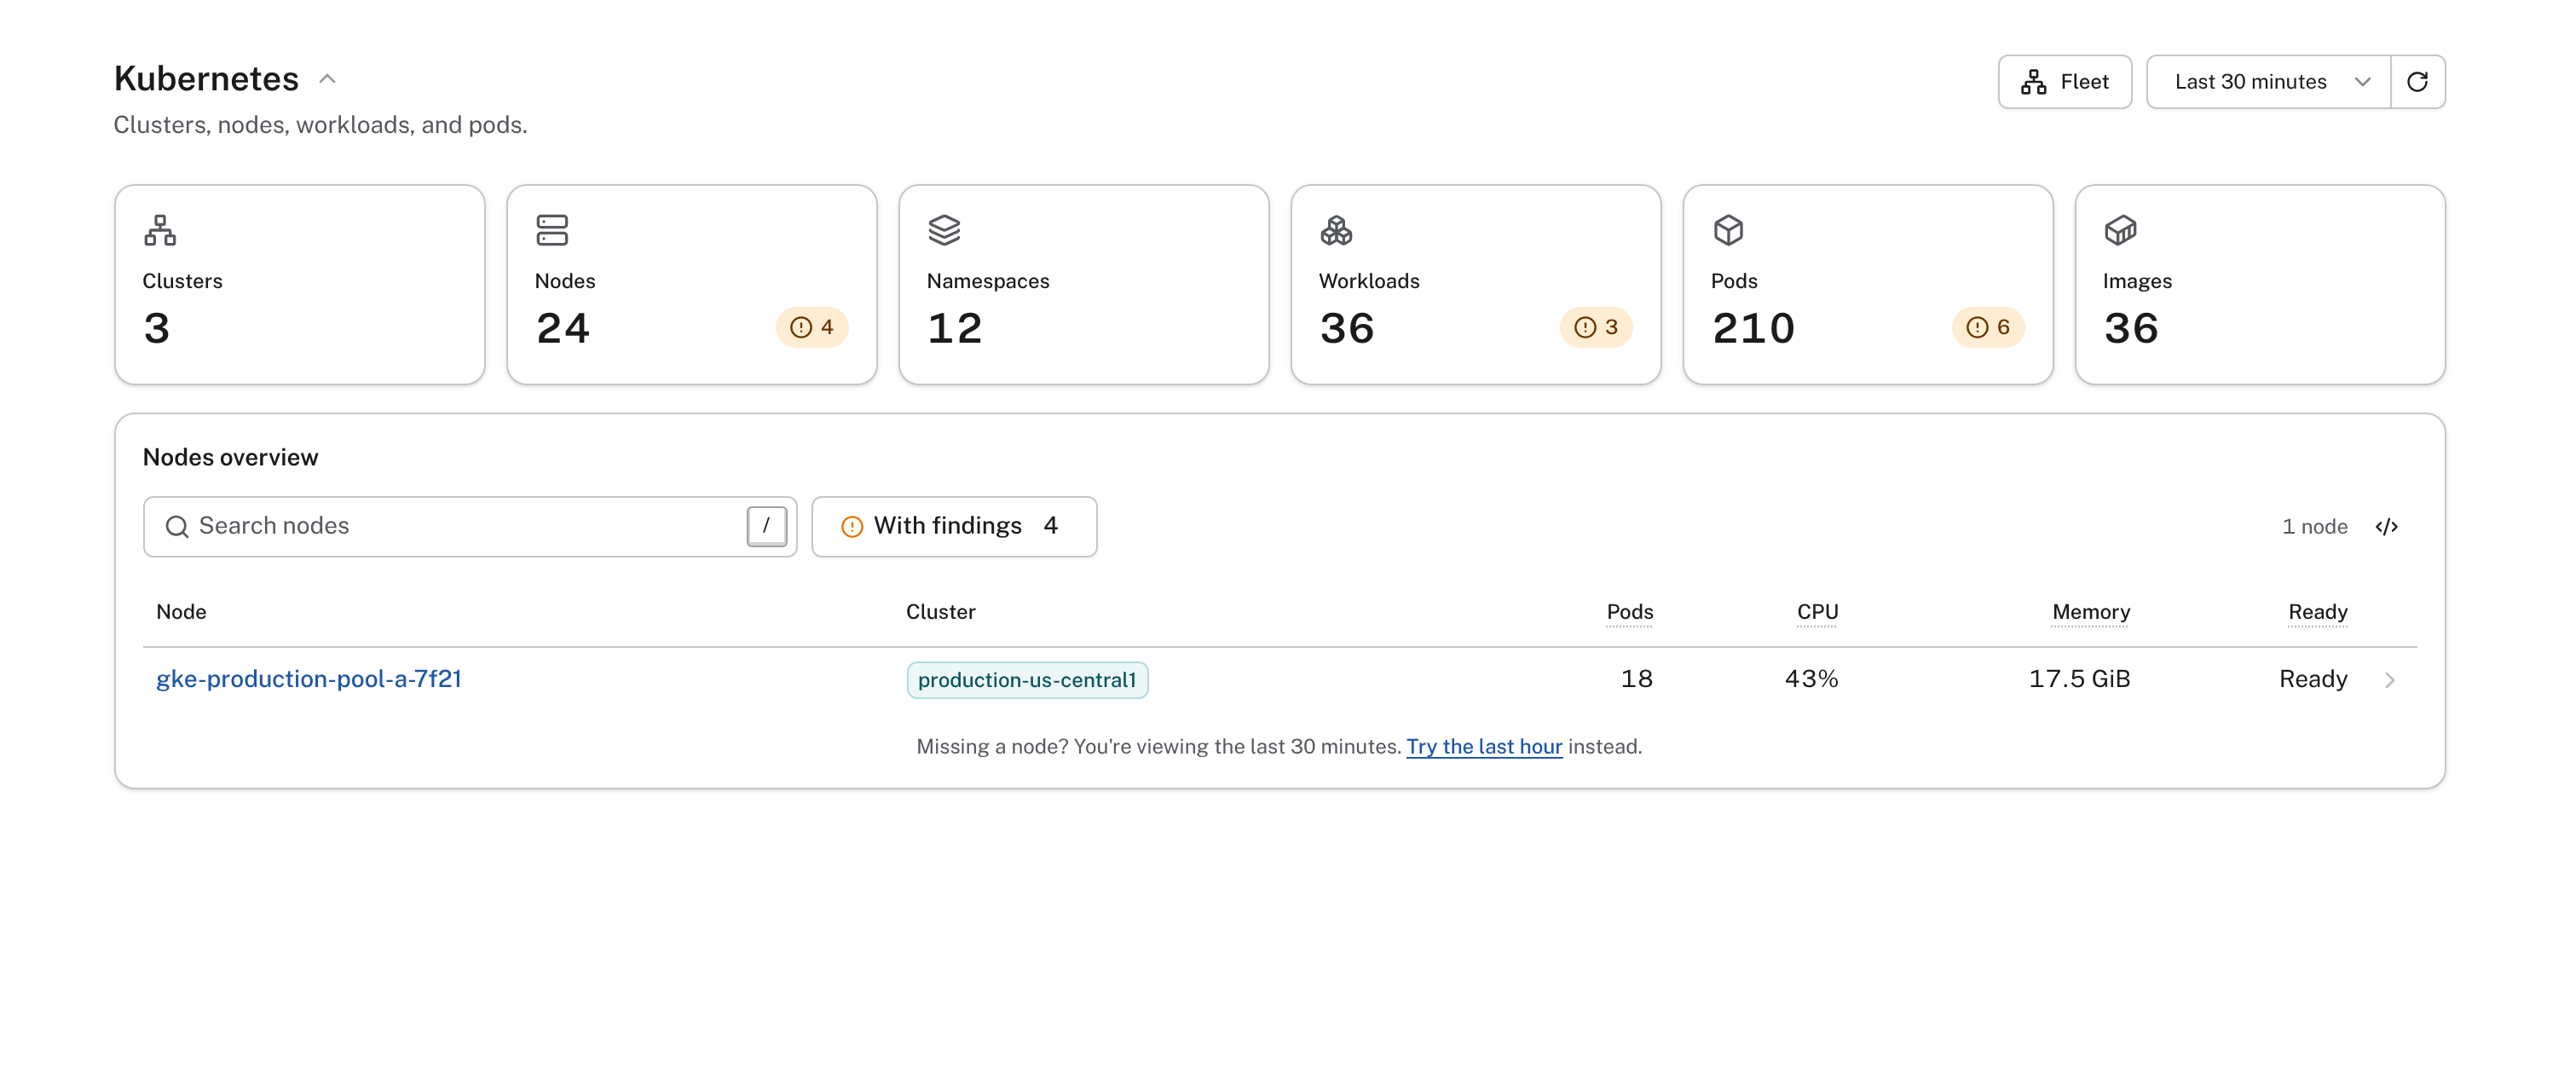 Kubernetes
Clusters, nodes, workloads, and pods.
Fleet
Last 30 minutes
Clusters
3
Nodes
24
4
Namespaces
12
Workloads
36
3
Pods
210
6
Images
36
Nodes overview
Search nodes
/
With findings 4
1 node
</>
Node Cluster Pods CPU Memory Ready
gke-production-pool-a-7f21 production-us-central1 18 43% 17.5 GiB Ready
Missing a node? You're viewing the last 30 minutes. Try the last hour instead.